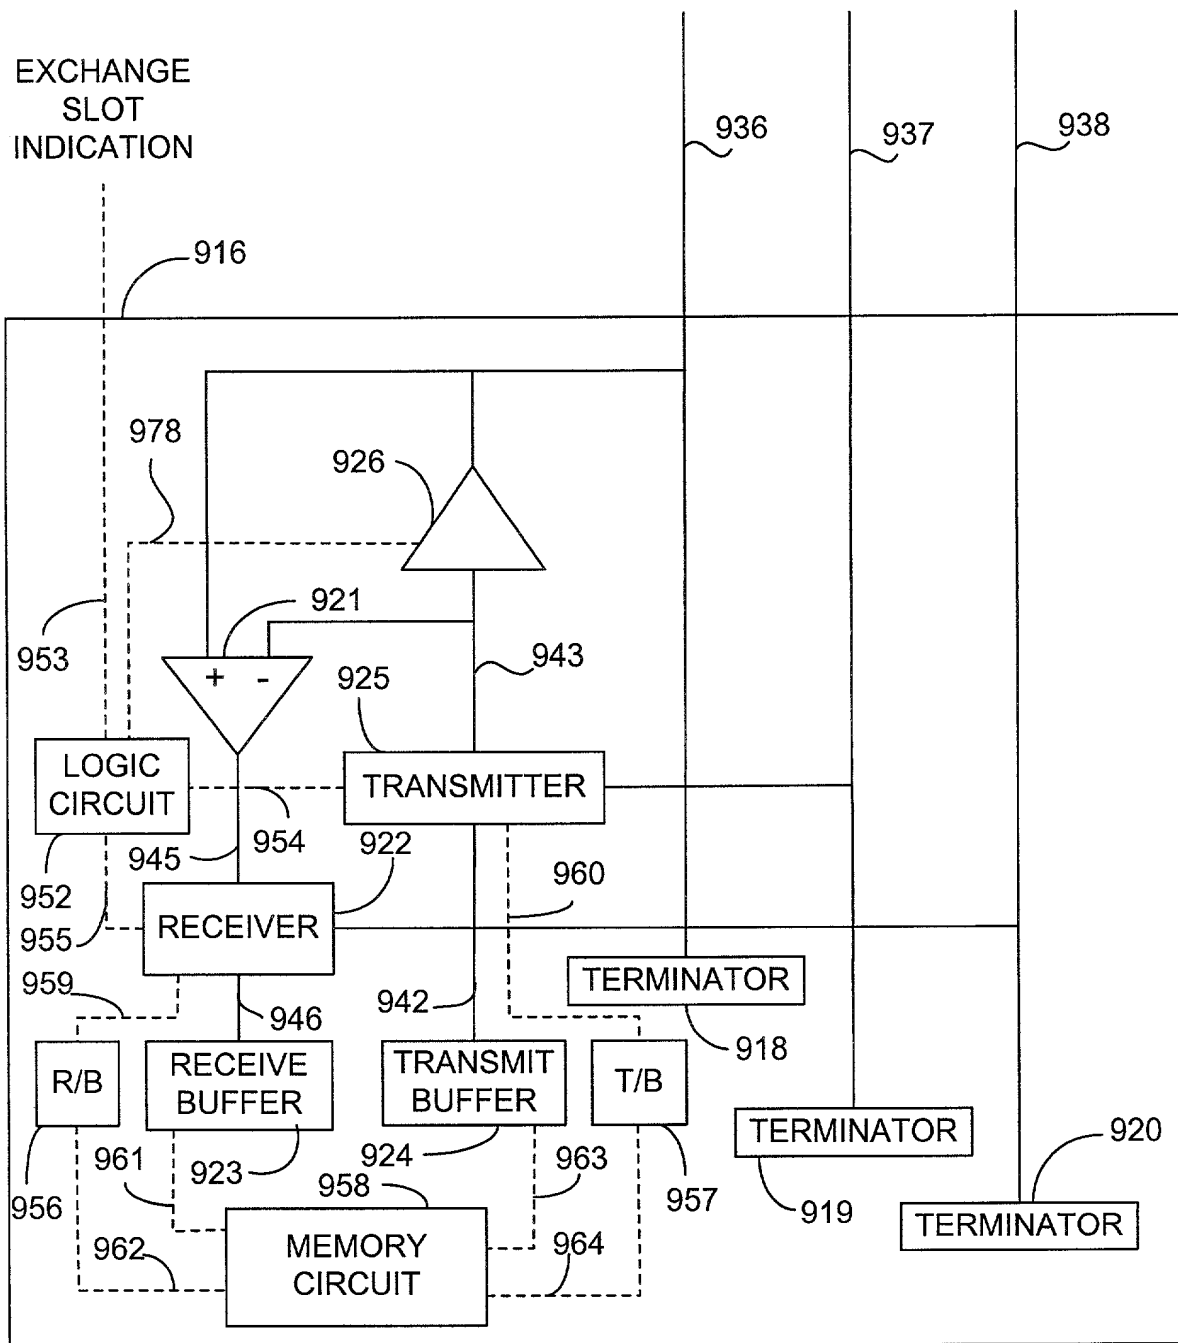 EXCHANGE
SLOT
INDICATION
936
937
938
916
978
926
953
921
943
925
+ -
LOGIC
CIRCUIT
TRANSMITTER
954
945
922
960
952
955
RECEIVER
959
946
942
TERMINATOR
918
R/B
RECEIVE
BUFFER
TRANSMIT
BUFFER
T/B
TERMINATOR
920
961
923
924
963
956
958
957
919
TERMINATOR
962
MEMORY
CIRCUIT
964